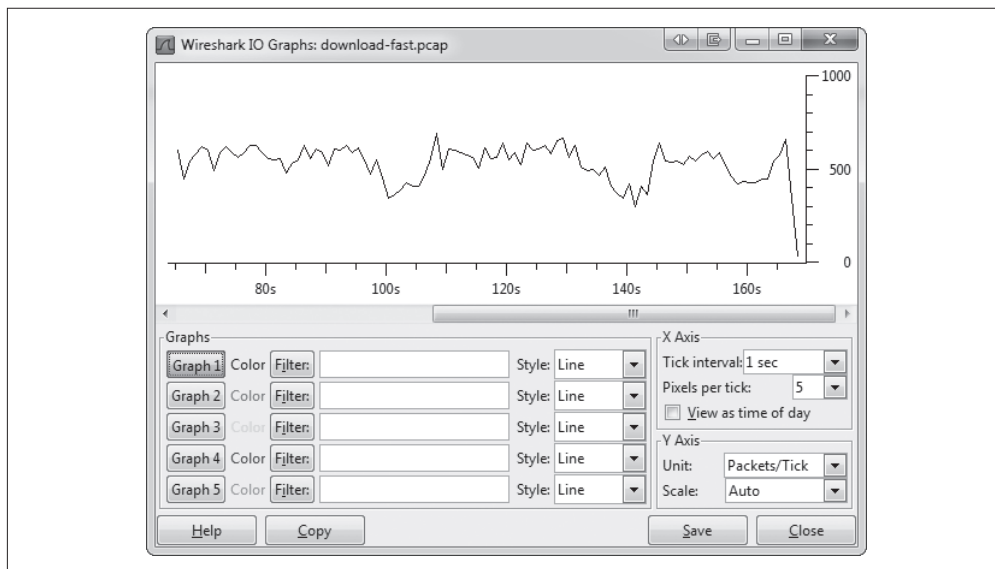 Wireshark IO Graphs: download-fast.pcap
1000
500
0
80s 100s 120s 140s 160s
Graphs
Graph 1 Color Filter: Style: Line
Graph 2 Color Filter: Style: Line
Graph 3 Color Filter: Style: Line
Graph 4 Color Filter: Style: Line
Graph 5 Color Filter: Style: Line
X Axis
Tick interval: 1 sec
Pixels per tick: 5
View as time of day
Y Axis
Unit: Packets/Tick
Scale: Auto
Help Copy Save Close